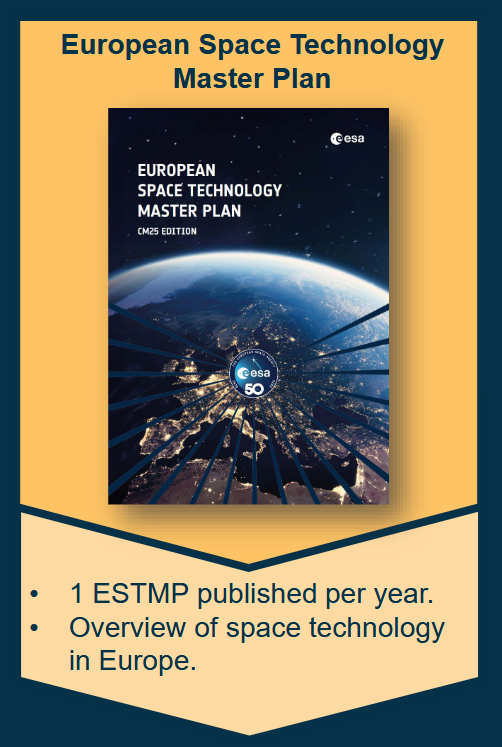 European Space Technology
Master Plan
esa
EUROPEAN
SPACE TECHNOLOGY
MASTER PLAN
CM25 EDITION
esa
50
• 1 ESTMP published per year.
• Overview of space technology
in Europe.